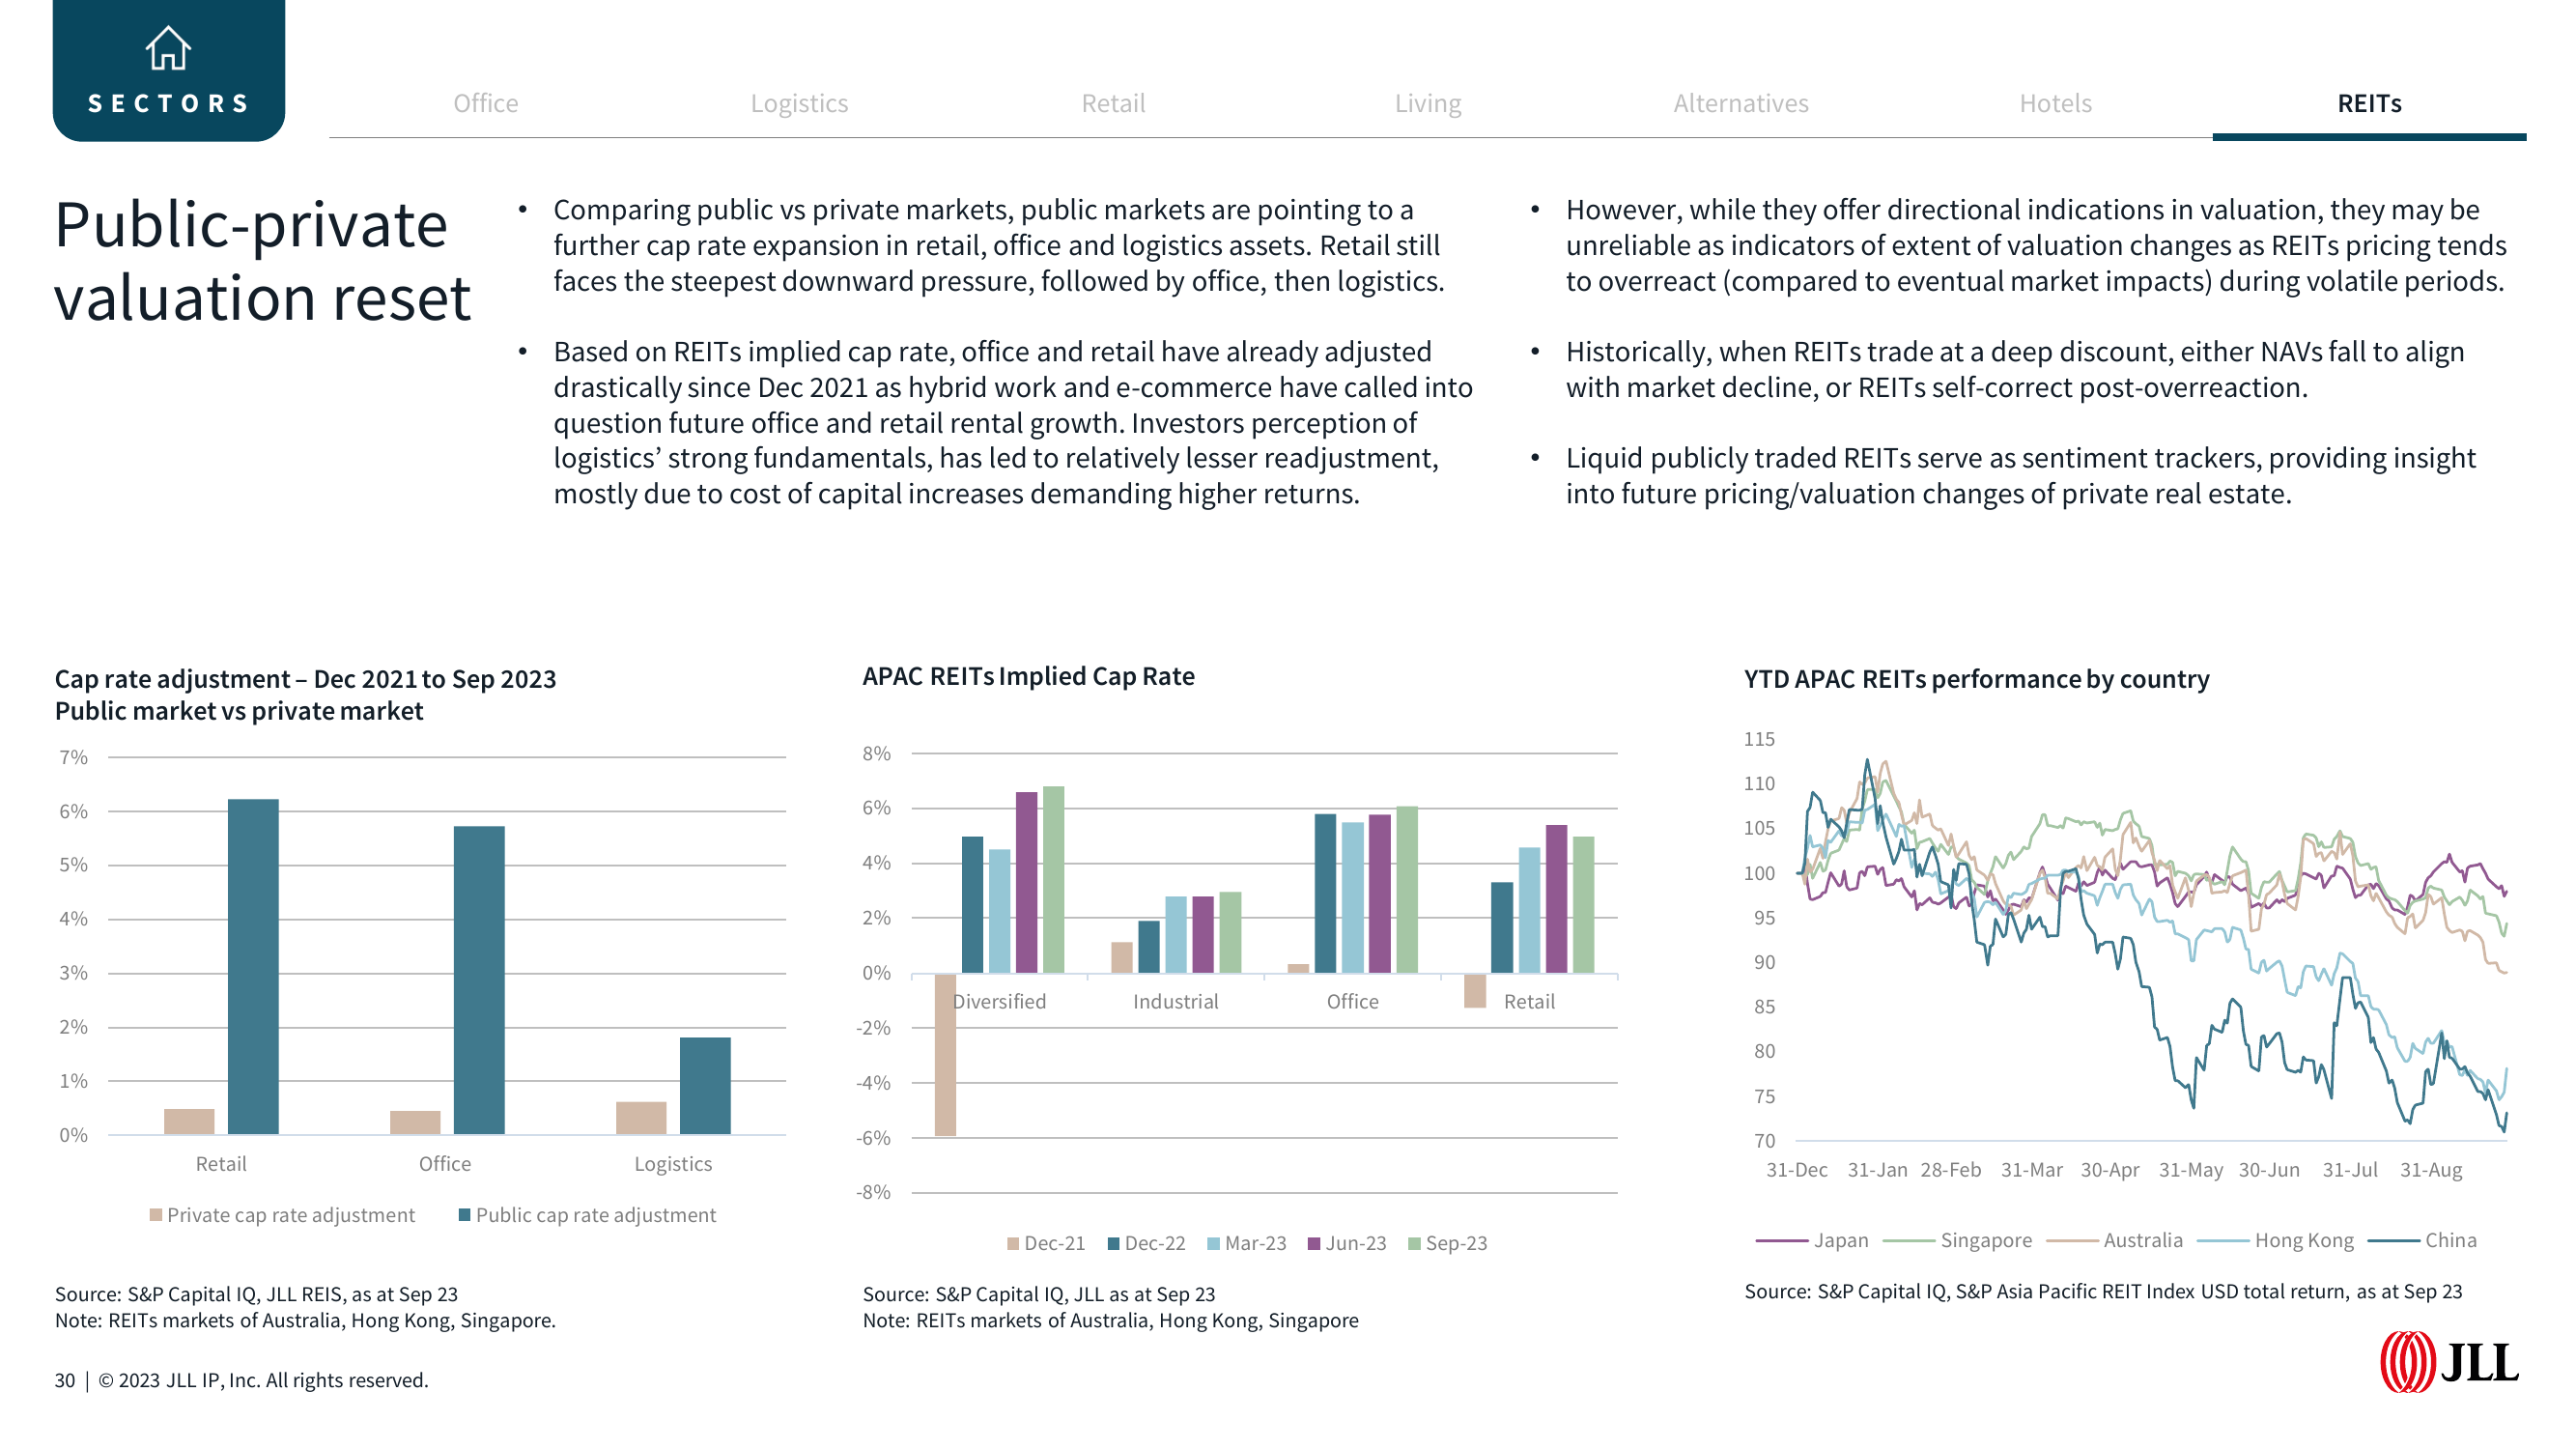 SECTORS
Office
Logistics
Retail
Living
Alternatives
Hotels
REITs
Public-private
valuation reset
• Comparing public vs private markets, public markets are pointing to a
further cap rate expansion in retail, office and logistics assets. Retail still
faces the steepest downward pressure, followed by office, then logistics.
• Based on REITs implied cap rate, office and retail have already adjusted
drastically since Dec 2021 as hybrid work and e-commerce have called into
question future office and retail rental growth. Investors perception of
logistics’ strong fundamentals, has led to relatively lesser readjustment,
mostly due to cost of capital increases demanding higher returns.
• However, while they offer directional indications in valuation, they may be
unreliable as indicators of extent of valuation changes as REITs pricing tends
to overreact (compared to eventual market impacts) during volatile periods.
• Historically, when REITs trade at a deep discount, either NAVs fall to align
with market decline, or REITs self-correct post-overreaction.
• Liquid publicly traded REITs serve as sentiment trackers, providing insight
into future pricing/valuation changes of private real estate.
Cap rate adjustment – Dec 2021 to Sep 2023
Public market vs private market
7%
6%
5%
4%
3%
2%
1%
0%
Retail
Office
Logistics
Private cap rate adjustment
Public cap rate adjustment
Source: S&P Capital IQ, JLL REIS, as at Sep 23
Note: REITs markets of Australia, Hong Kong, Singapore.
APAC REITs Implied Cap Rate
8%
6%
4%
2%
0%
-2%
-4%
-6%
-8%
Diversified
Industrial
Office
Retail
Dec-21
Dec-22
Mar-23
Jun-23
Sep-23
Source: S&P Capital IQ, JLL as at Sep 23
Note: REITs markets of Australia, Hong Kong, Singapore
YTD APAC REITs performance by country
115
110
105
100
95
90
85
80
75
70
31-Dec
31-Jan
28-Feb
31-Mar
30-Apr
31-May
30-Jun
31-Jul
31-Aug
Japan
Singapore
Australia
Hong Kong
China
Source: S&P Capital IQ, S&P Asia Pacific REIT Index USD total return, as at Sep 23
30 | © 2023 JLL IP, Inc. All rights reserved.
JLL